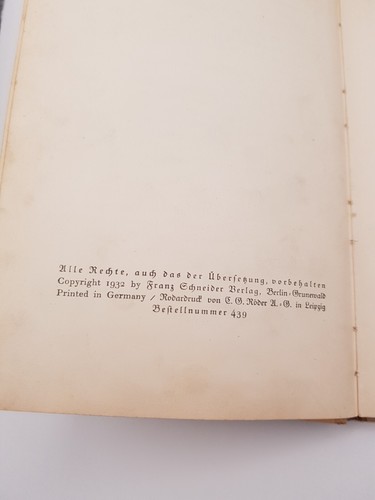 Alle Rechte, auch das der Übersetzung, vorbehalten
Copyright 1932 by Franz Schneider Verlag, Berlin-Grunewald
Printed in Germany / Rodardruck von C. G. Röder A.-G. in Leipzig
Bestellnummer 439